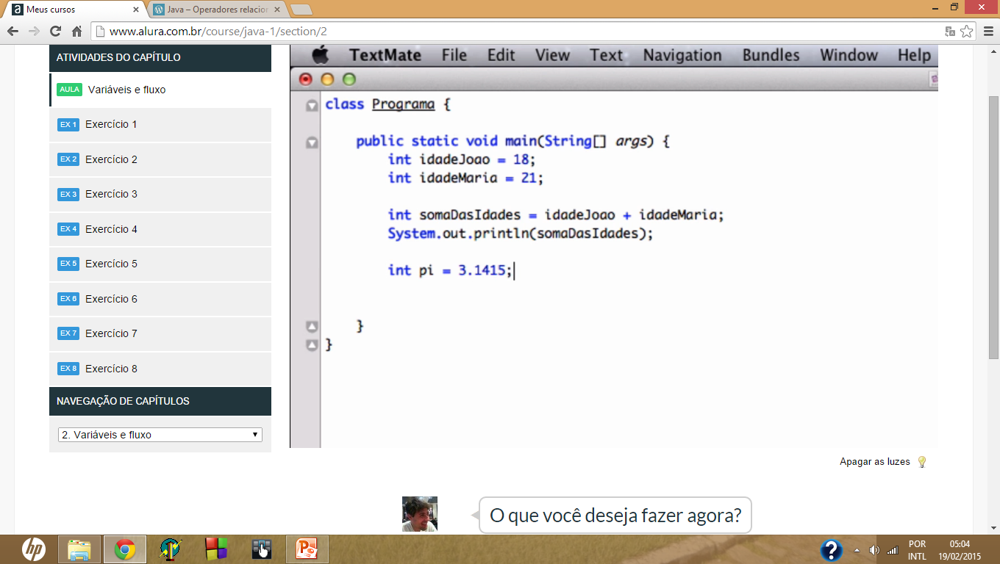 Meus cursos
Java – Operadores relacior
www.alura.com.br/course/java-1/section/2
ATIVIDADES DO CAPÍTULO
AULA Variáveis e fluxo
EX 1 Exercício 1
EX 2 Exercício 2
EX 3 Exercício 3
EX 4 Exercício 4
EX 5 Exercício 5
EX 6 Exercício 6
EX 7 Exercício 7
EX 8 Exercício 8
NAVEGAÇÃO DE CAPÍTULOS
2. Variáveis e fluxo
TextMate File Edit View Text Navigation Bundles Window Help
class Programa {
public static void main(String[] args) {
int idadeJoao = 18;
int idadeMaria = 21;
int somaDasIdades = idadeJoao + idadeMaria;
System.out.println(somaDasIdades);
int pi = 3.1415;
}
}
Apagar as luzes
O que você deseja fazer agora?
hp
POR
INTL
05:04
19/02/2015